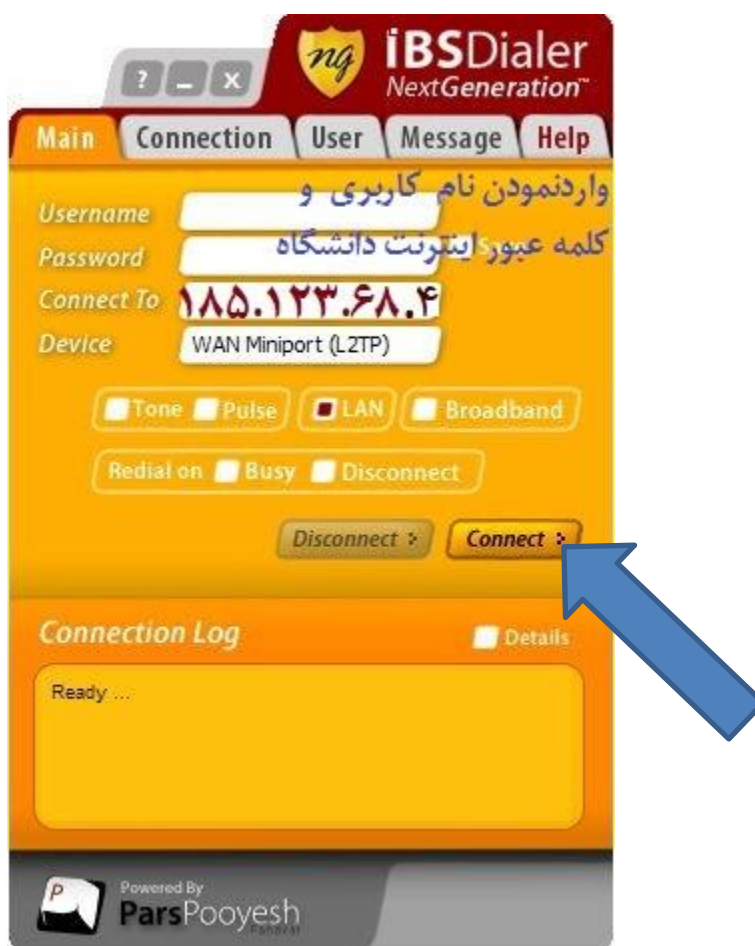 ng iBSDialer
? _ x NextGeneration™
Main Connection User Message Help
واردنمودن نام کاربری و
Username
کلمه عبور اینترنت دانشگاه
Password
Connect To ۱۸۵.۱۲۳.۶۸.۴
Device WAN Miniport (L2TP)
Tone Pulse LAN Broadband
Redial on Busy Disconnect
Disconnect Connect
Connection Log Details
Ready ...
P Powered By
ParsPooyesh